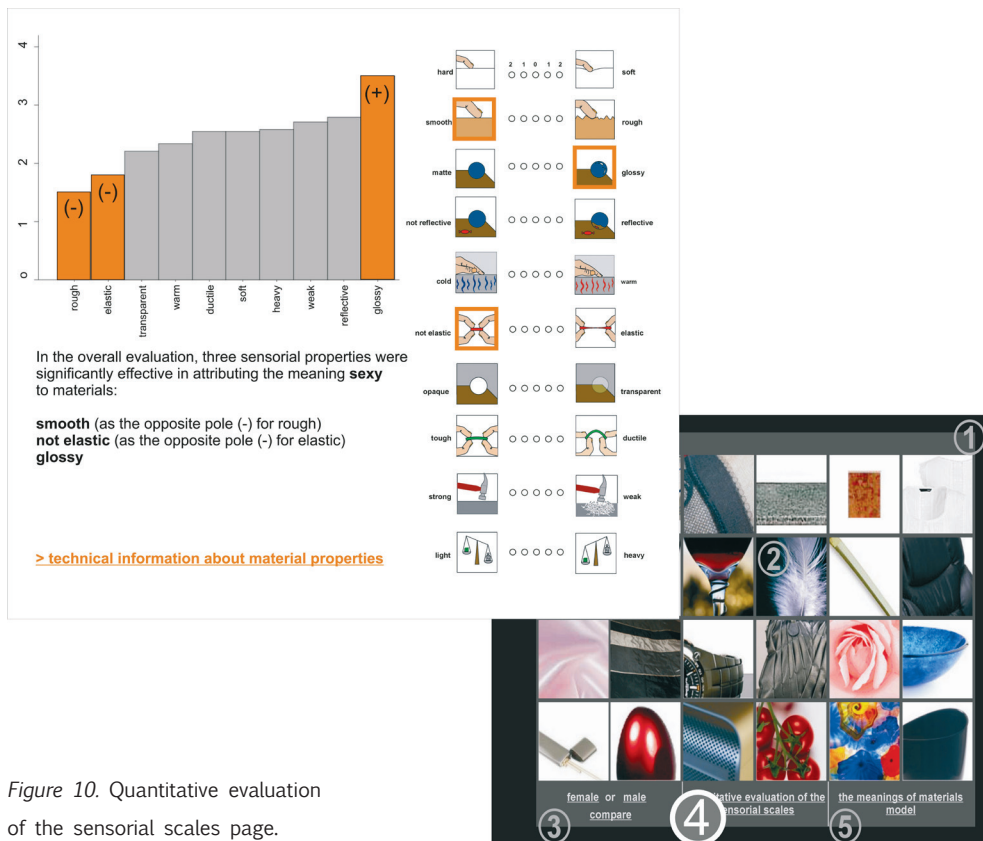 4
3
2
1
0
(-)
(-)
(+)
rough
elastic
transparent
warm
ductile
soft
heavy
weak
reflective
glossy
In the overall evaluation, three sensorial properties were
significantly effective in attributing the meaning sexy
to materials:
smooth (as the opposite pole (-) for rough)
not elastic (as the opposite pole (-) for elastic)
glossy
> technical information about material properties
2 1 0 1 2
hard soft
smooth rough
matte glossy
not reflective reflective
cold warm
not elastic elastic
opaque transparent
tough ductile
strong weak
light heavy
1
2
female or male
compare
3
4
itative evaluation of the
sensorial scales
the meanings of materials
model
5
Figure 10. Quantitative evaluation
of the sensorial scales page.